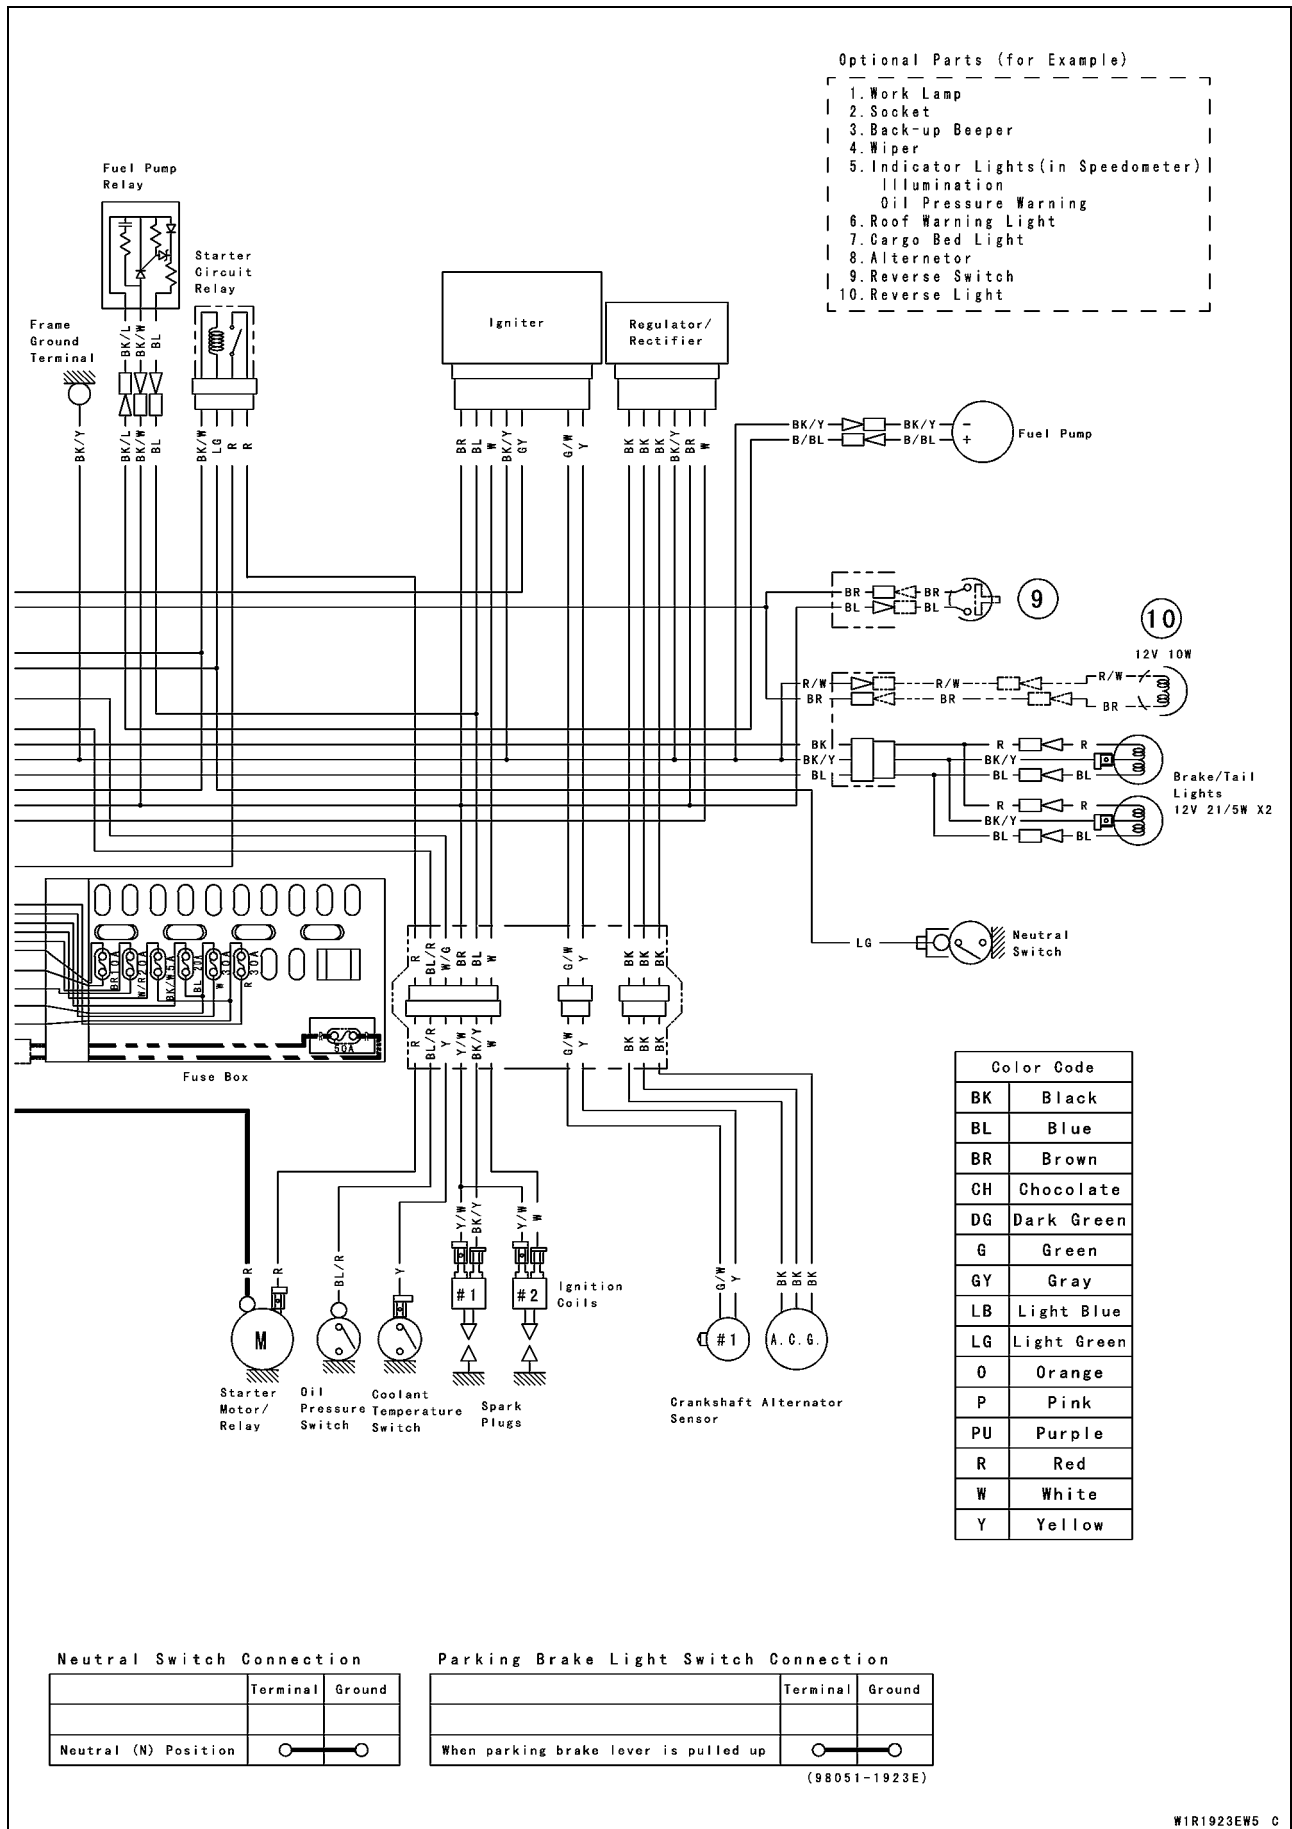 Optional Parts (for Example)
1.Work Lamp
2.Socket
3.Back-up Beeper
4.Wiper
5.Indicator Lights(in Speedometer)
Illumination
Oil Pressure Warning
6.Roof Warning Light
7.Cargo Bed Light
8.Alternetor
9.Reverse Switch
10.Reverse Light
Fuel Pump
Relay
Starter
Circuit
Relay
Frame
Ground
Terminal
Igniter
Regulator/
Rectifier
BK/L
BK/W
BL
BK/Y
BK/L
BK/W
BL
BK/W
LG
R
R
BR
BL
W
BK/Y
GY
G/W
Y
BK
BK
BK
BK/Y
BR
W
BK/Y
BK/Y
-
B/BL
B/BL
+
Fuel Pump
BR
BR
BL
BL
9
10
12V 10W
R/W
R/W
R/W
BR
BR
BR
BK
BK/Y
BL
R
R
BK/Y
BL
BL
R
R
BK/Y
BL
BL
Brake/Tail
Lights
12V 21/5W X2
LG
Neutral
Switch
BR10A
W/R20A
BK/W5A
BL 20A
W 30A
R 30A
R
R
50A
Fuse Box
R
BL/R
W/G
BR
BL
W
G/W
Y
BK
BK
BK
R
BL/R
Y
Y/W
BK/Y
W
G/W
Y
BK
BK
BK
R
R
BL/R
Y
Y/W
BK/Y
Y/W
W
G/W
Y
BK
BK
BK
M
#1
#2
Ignition
Coils
#1
A.C.G.
Starter
Motor/
Relay
Oil
Pressure
Switch
Coolant
Temperature
Switch
Spark
Plugs
Crankshaft
Sensor
Alternator
Color Code
BK Black
BL Blue
BR Brown
CH Chocolate
DG Dark Green
G Green
GY Gray
LB Light Blue
LG Light Green
O Orange
P Pink
PU Purple
R Red
W White
Y Yellow
Neutral Switch Connection
Terminal Ground
Neutral (N) Position
Parking Brake Light Switch Connection
Terminal Ground
When parking brake lever is pulled up
(98051-1923E)
W1R1923EW5 C